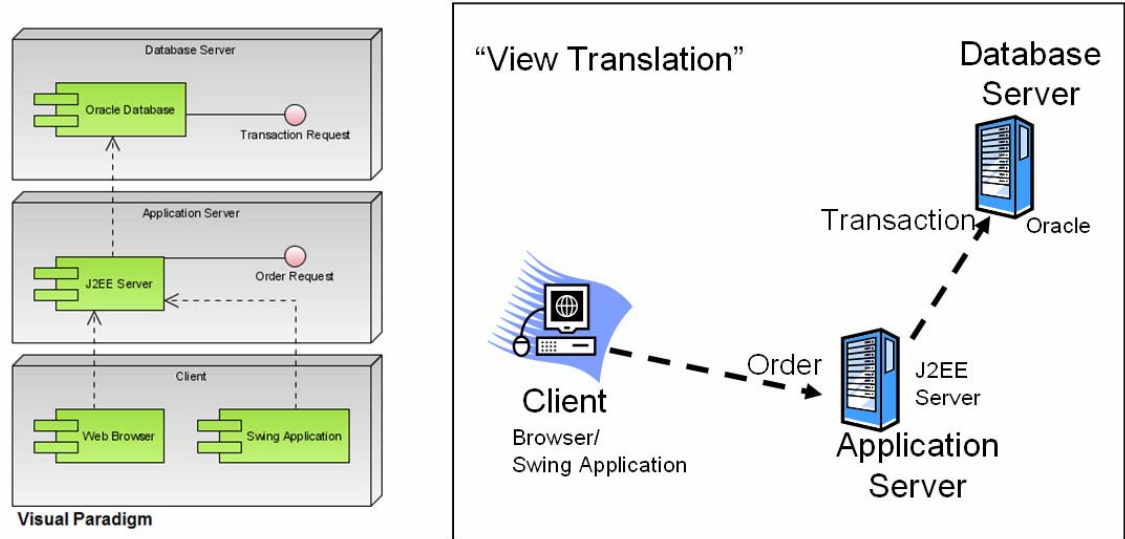 Database Server
Oracle Database
Transaction Request
Application Server
J2EE Server
Order Request
Client
Web Browser
Swing Application
Visual Paradigm
“View Translation”
Database
Server
Transaction
Oracle
Order
J2EE
Server
Client
Browser/
Swing Application
Application
Server